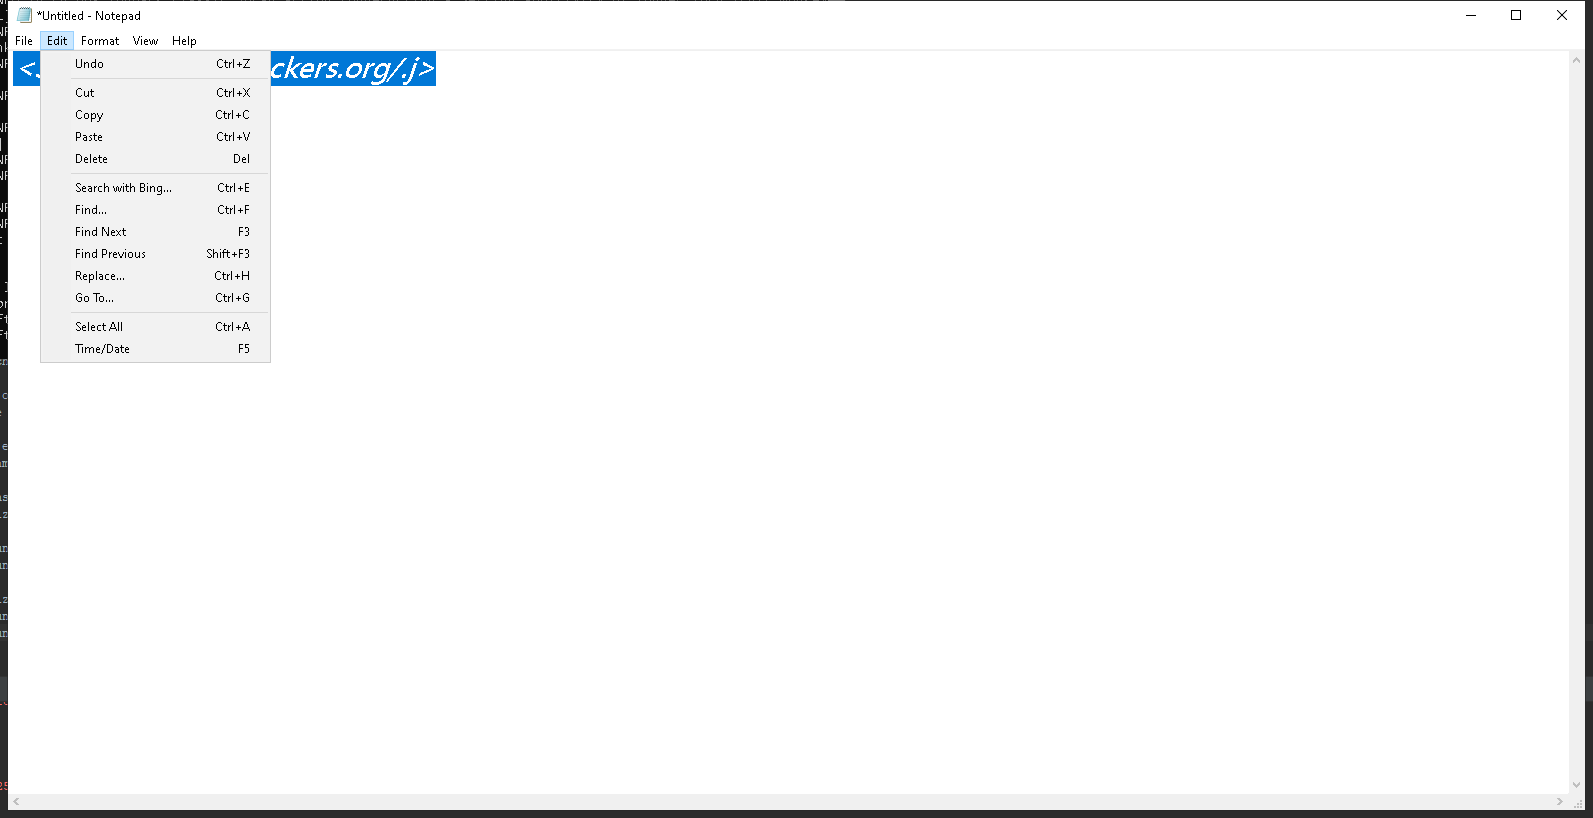 *Untitled - Notepad
File Edit Format View Help
ckers.org/.j>
Undo Ctrl+Z
Cut Ctrl+X
Copy Ctrl+C
Paste Ctrl+V
Delete Del
Search with Bing... Ctrl+E
Find... Ctrl+F
Find Next F3
Find Previous Shift+F3
Replace... Ctrl+H
Go To... Ctrl+G
Select All Ctrl+A
Time/Date F5